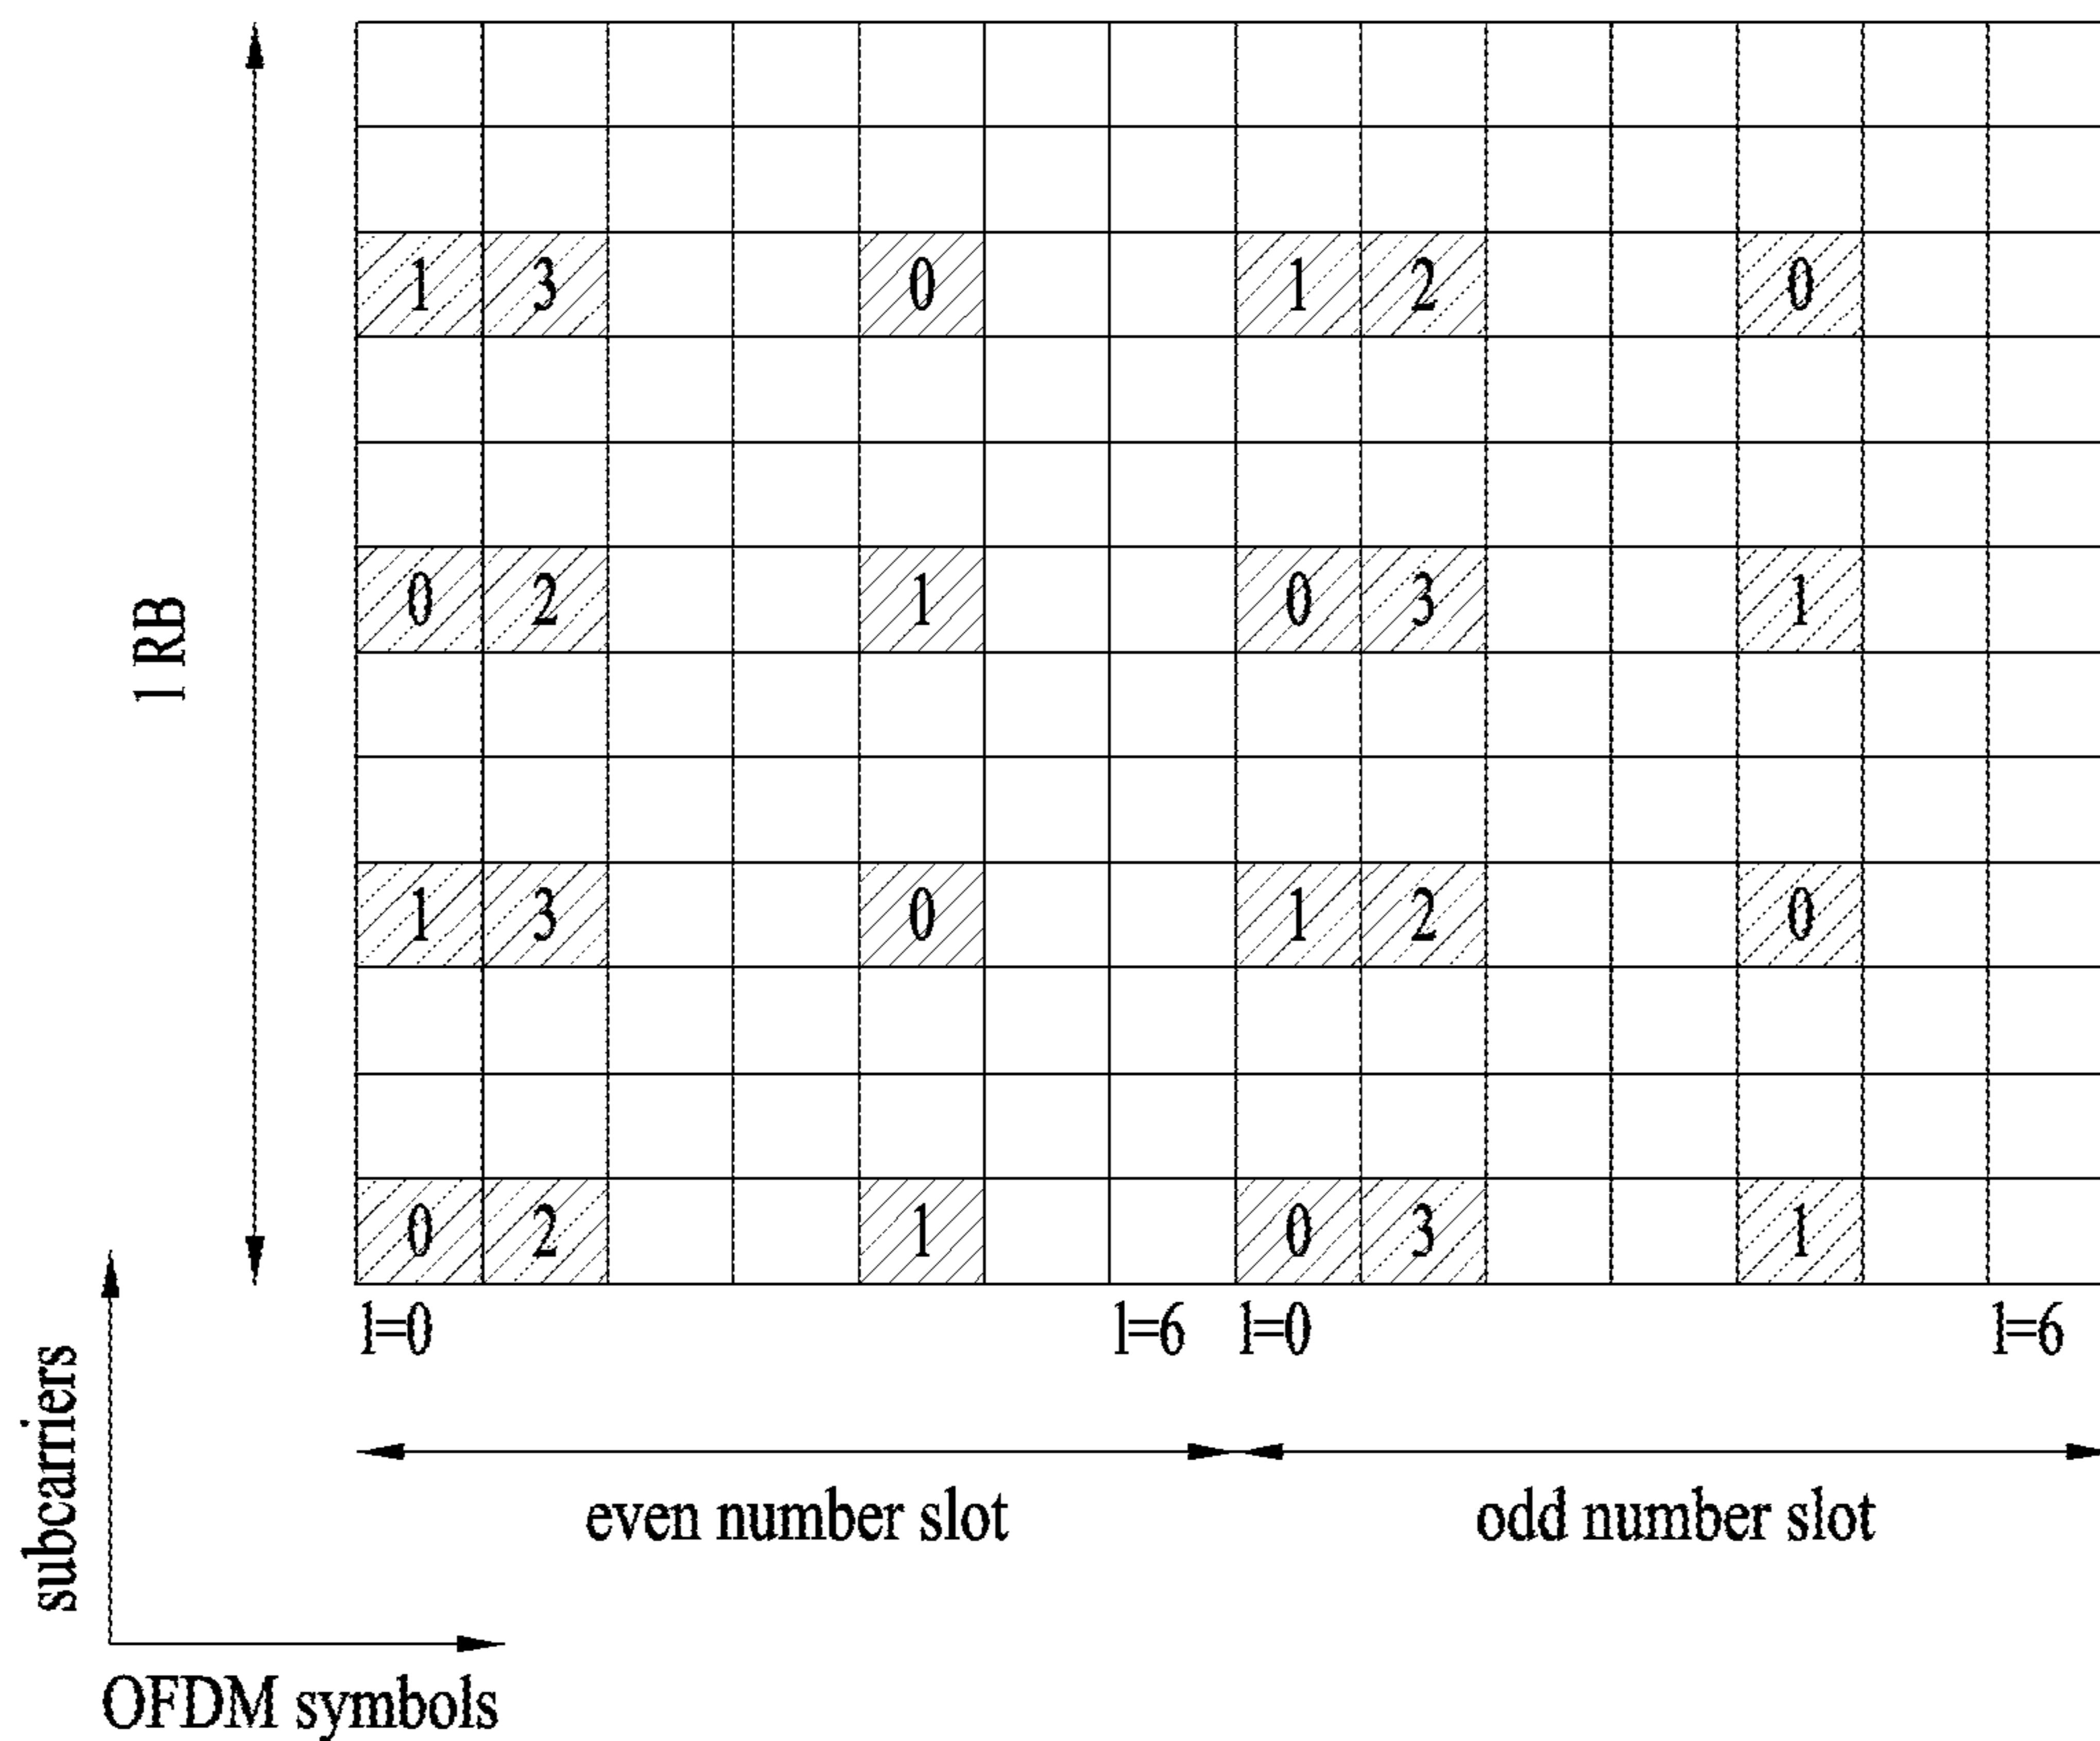 1 3 0 1 2 0
1 RB
0 2 1 0 3 1
1 3 0 1 2 0
0 2 1 0 3 1
l=0 l=6 l=0 l=6
even number slot odd number slot
subcarriers
OFDM symbols